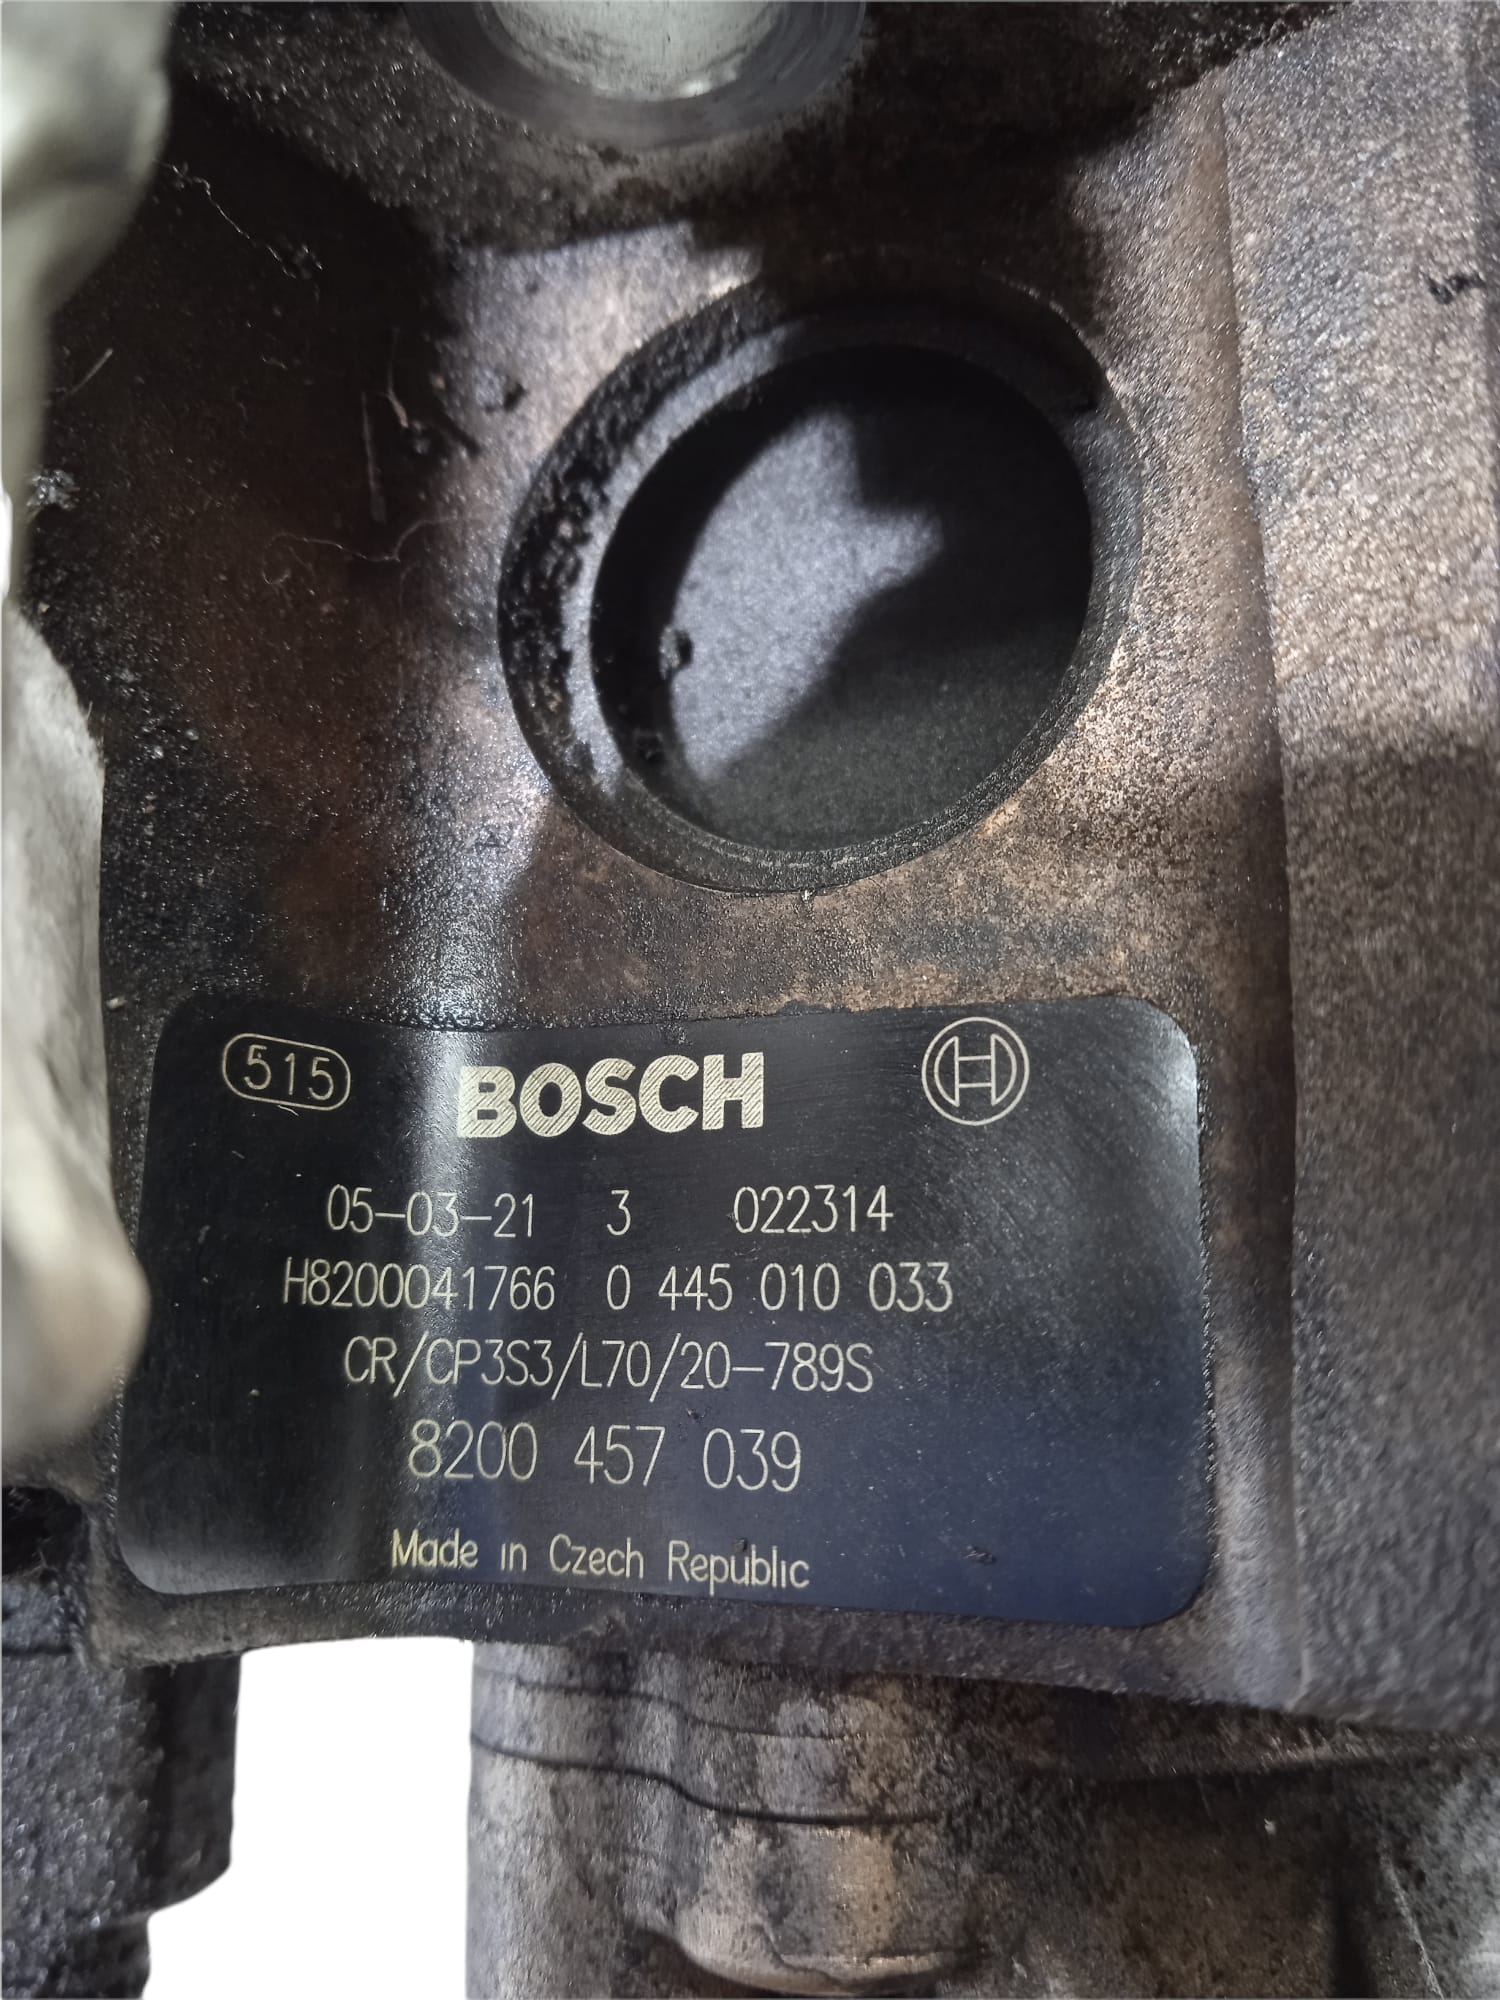 515 BOSCH
05-03-21 3 022314
H8200041766 0 445 010 033
CR/CP3S3/L70/20-789S
8200 457 039
Made in Czech Republic